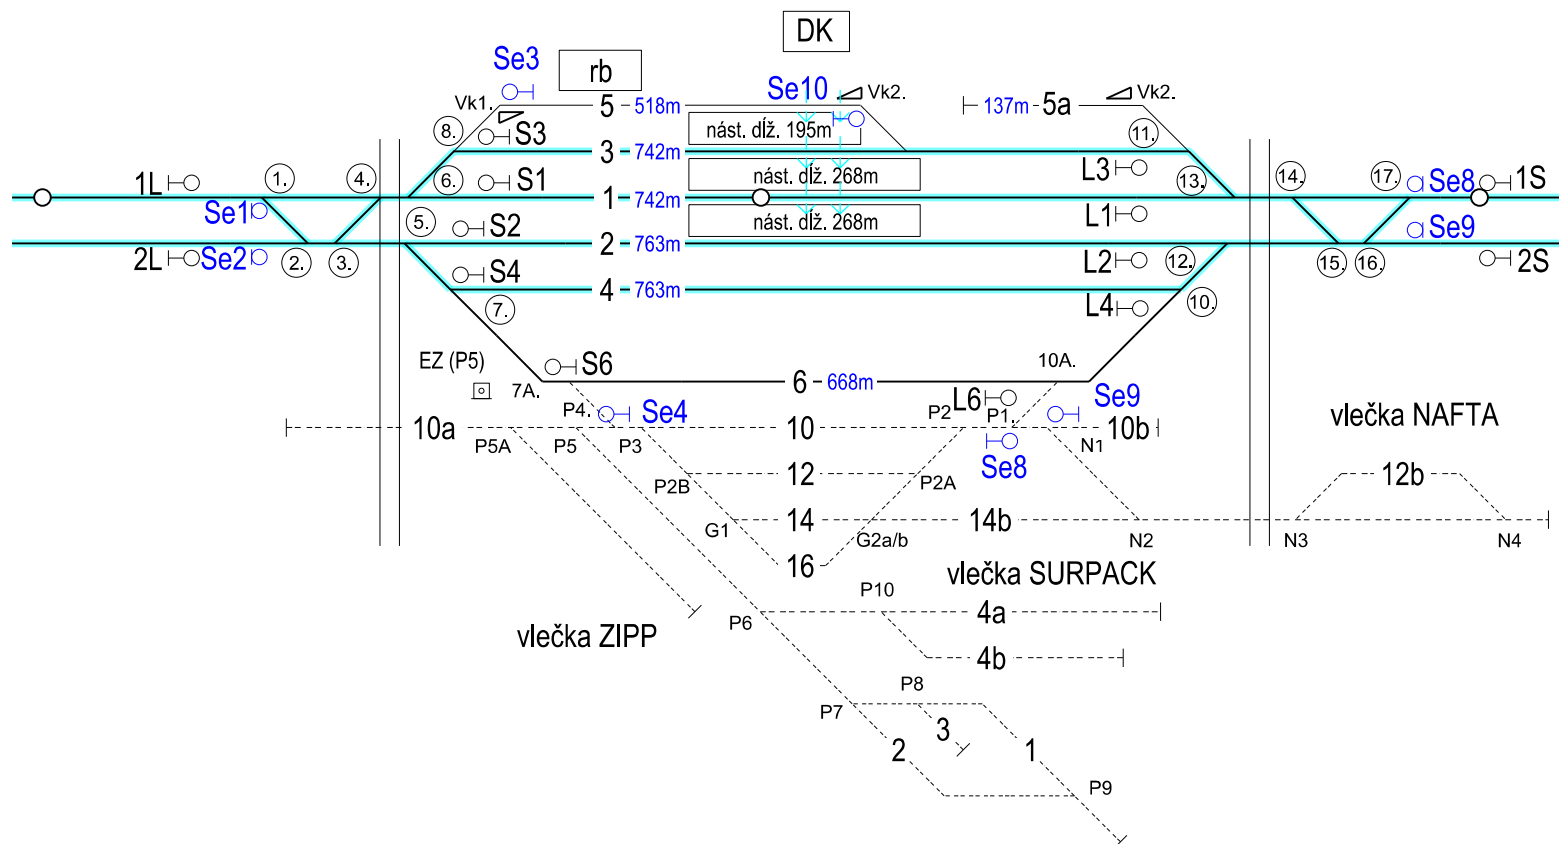 DK
Se3
rb
Se10
Vk1.
5
518m
Vk2.
137m
5a
Vk2.
8.
S3
nást. dĺž. 195m
11.
3
742m
L3
1L
1.
4.
6.
S1
nást. dĺž. 268m
13.
14.
17.
Se8
1S
Se1
1
742m
5.
S2
nást. dĺž. 268m
L1
Se9
2L
Se2
2.
3.
2
763m
L2
12.
15.
16.
2S
S4
4
763m
7.
L4
10.
EZ (P5)
S6
10A.
7A.
6
668m
L6
Se9
P4.
Se4
P2
P1.
vlečka NAFTA
10a
P5A
P5
P3
10
N1
10b
Se8
P2B
12
P2A
12b
G1
14
G2a/b
14b
N2
N3
N4
16
vlečka SURPACK
P10
4a
P6
vlečka ZIPP
4b
P8
P7
3
2
1
P9